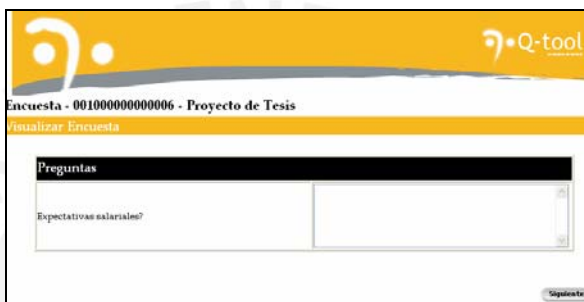 Q-tool
Encuesta - 001000000000006 - Proyecto de Tesis
Visualizar Encuesta
Preguntas
Expectativas salariales?
Siguiente